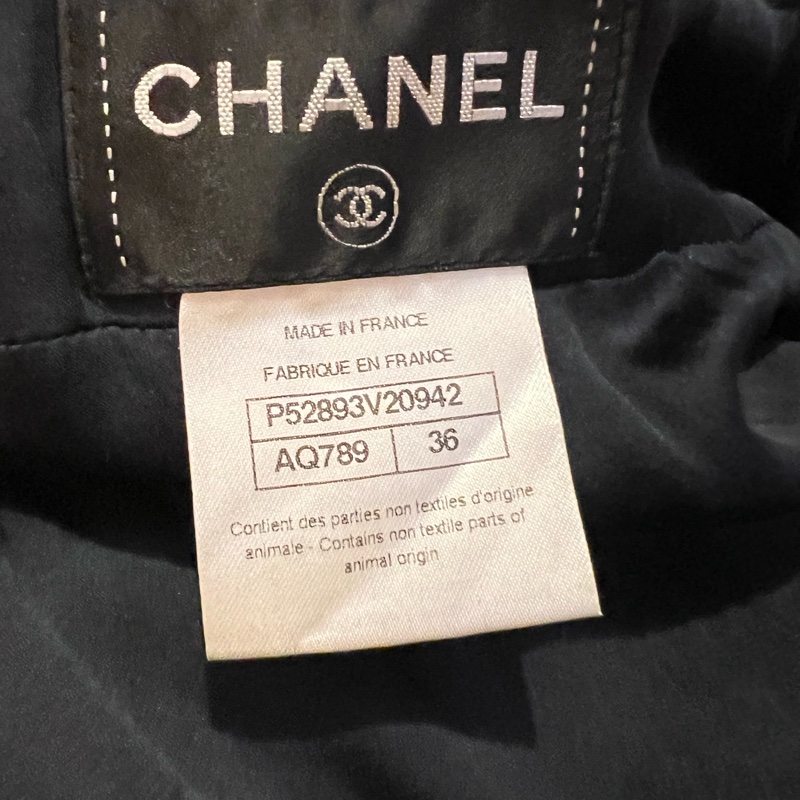 CHANEL
MADE IN FRANCE
FABRIQUE EN FRANCE
P52893V20942
AQ789 36
Contient des parties non textiles d'origine
animale - Contains non textile parts of
animal origin